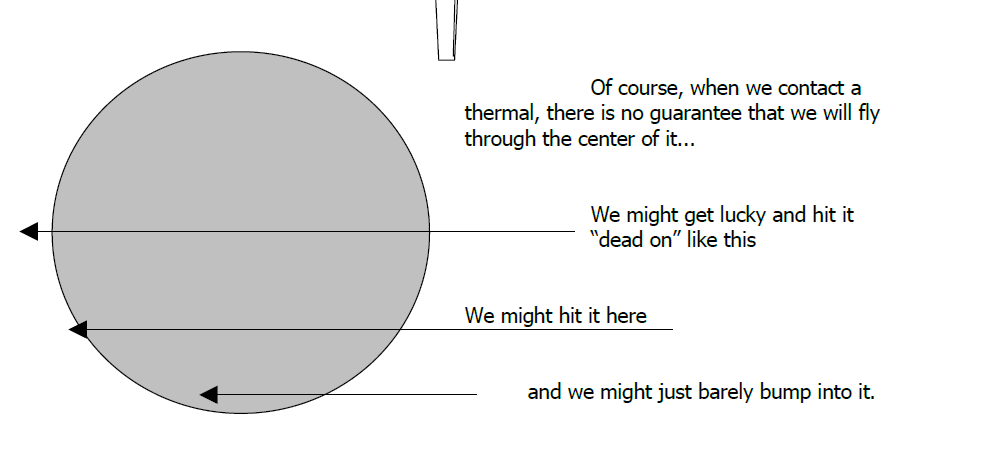 Of course, when we contact a
thermal, there is no guarantee that we will fly
through the center of it...
We might get lucky and hit it
“dead on” like this
We might hit it here
and we might just barely bump into it.